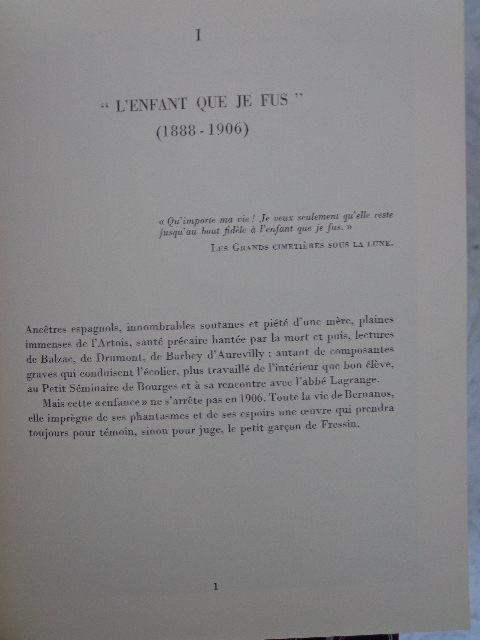 I
“ L'ENFANT QUE JE FUS ”
(1888 - 1906)
« Qu'importe ma vie! Je veux seulement qu'elle reste
jusqu'au bout fidèle à l'enfant que je fus. »
LES GRANDS CIMETIÈRES SOUS LA LUNE.
Ancêtres espagnols, innombrables soutanes et piété d'une mère, plaines
immenses de l'Artois, santé précaire hantée par la mort et puis, lectures
de Balzac, de Drumont, de Barbey d'Aurevilly : autant de composantes
graves qui conduisent l'écolier, plus travaillé de l'intérieur que bon élève,
au Petit Séminaire de Bourges et à sa rencontre avec l'abbé Lagrange.
Mais cette «enfance» ne s'arrête pas en 1906. Toute la vie de Bernanos,
elle imprègne de ses phantasmes et de ses espoirs une œuvre qui prendra
toujours pour témoin, sinon pour juge, le petit garçon de Fressin.
1